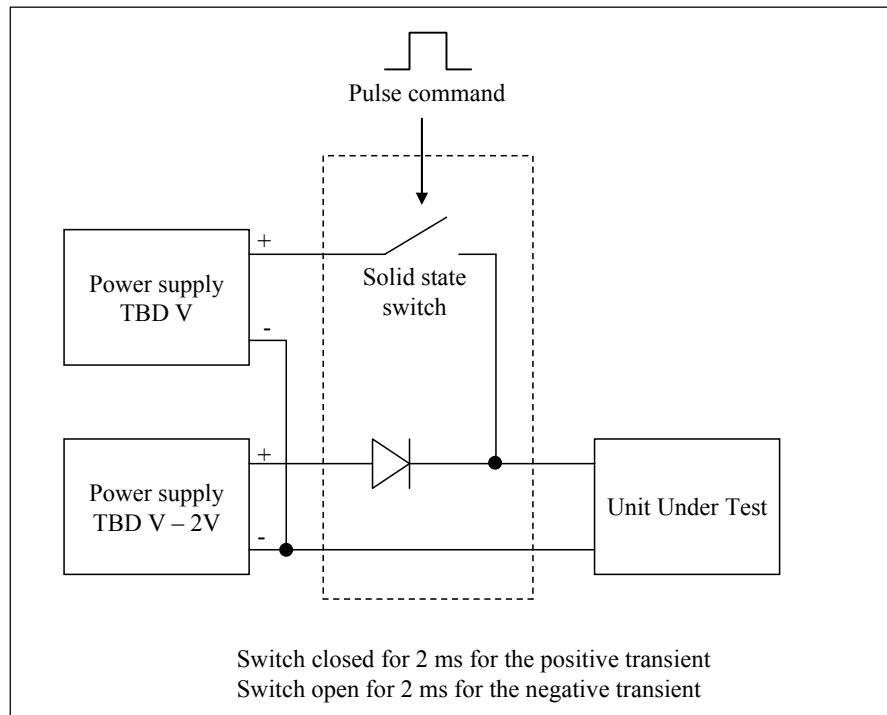 Pulse command
+
Solid state
switch
Power supply
TBD V
-
+
Power supply
TBD V – 2V
-
Unit Under Test
Switch closed for 2 ms for the positive transient
Switch open for 2 ms for the negative transient